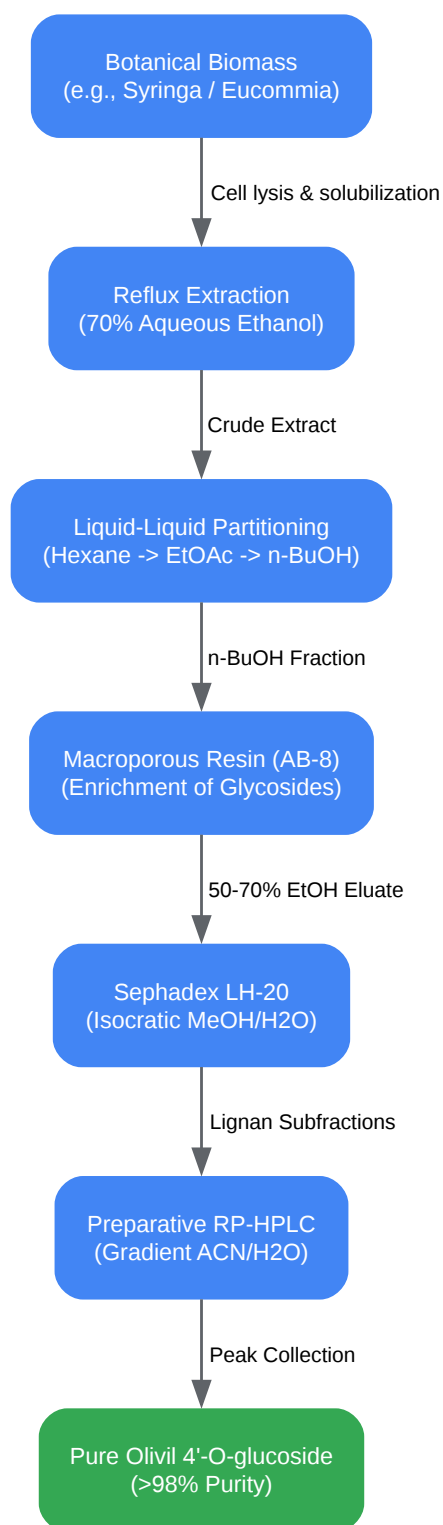 Botanical Biomass
(e.g., Syringa / Eucommia)
Cell lysis & solubilization
Reflux Extraction
(70% Aqueous Ethanol)
Crude Extract
Liquid-Liquid Partitioning
(Hexane -> EtOAc -> n-BuOH)
n-BuOH Fraction
Macroporous Resin (AB-8)
(Enrichment of Glycosides)
50-70% EtOH Eluate
Sephadex LH-20
(Isocratic MeOH/H2O)
Lignan Subfractions
Preparative RP-HPLC
(Gradient ACN/H2O)
Peak Collection
Pure Olivil 4'-O-glucoside
(>98% Purity)